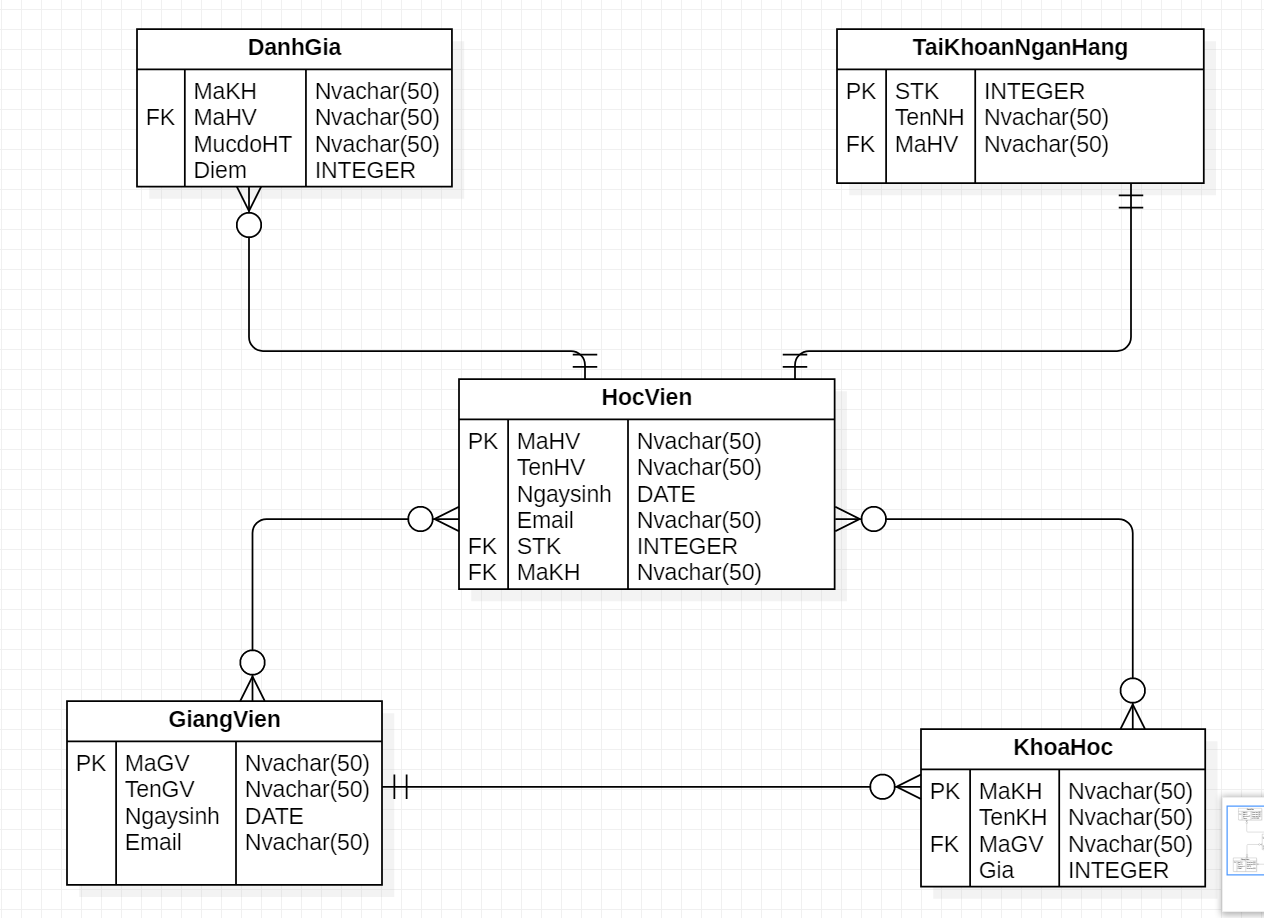 DanhGia
MaKH Nvachar(50)
FK MaHV Nvachar(50)
MucdoHT Nvachar(50)
Diem INTEGER
TaiKhoanNganHang
PK STK INTEGER
TenNH Nvachar(50)
FK MaHV Nvachar(50)
HocVien
PK MaHV Nvachar(50)
TenHV Nvachar(50)
Ngaysinh DATE
Email Nvachar(50)
FK STK INTEGER
FK MaKH Nvachar(50)
GiangVien
PK MaGV Nvachar(50)
TenGV Nvachar(50)
Ngaysinh DATE
Email Nvachar(50)
KhoaHoc
PK MaKH Nvachar(50)
TenKH Nvachar(50)
FK MaGV Nvachar(50)
Gia INTEGER